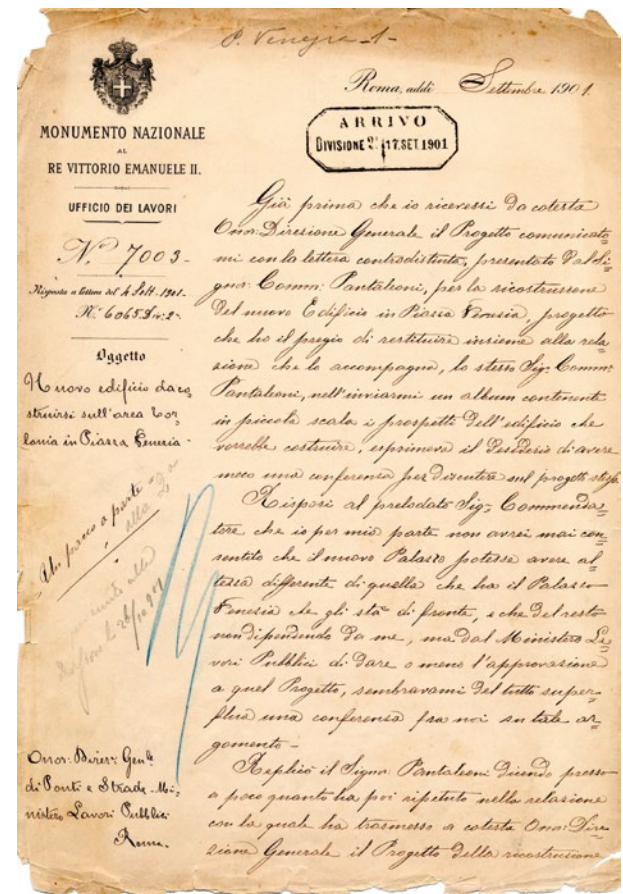 P. Venezia - 1 -
Roma, addì Settembre 1901.
ARRIVO
DIVISIONE 2ª 17. SET. 1901
MONUMENTO NAZIONALE
AL
RE VITTORIO EMANUELE II.
UFFICIO DEI LAVORI
N. 7003-
Risposta a lettera del 4 Sett. 1901-
N. 6065. Div: 2ª
Oggetto
Nuovo edificio da co=
struirsi sull'area Tor=
lonia in Piazza Venezia -
Un pacco a parte
alla
Onor: Direz: Genle
di Ponti e Strade - Mi=
nistero Lavori Pubblici
Roma.
Già prima che io ricevessi da cotesta
Onor: Direzione Generale il Progetto comunicato=
mi con la lettera controdistinta, presentato dal Si=
gnor: Comm: Pantaleoni, per la ricostruzione
del nuovo Edificio in Piazza Venezia, progetto
che ho il pregio di restituire insieme alla rela=
zione che lo accompagna, lo stesso Sig: Comm:
Pantaleoni, nell'inviarmi un album contenente
in piccola scala i prospetti dell'edificio che
vorrebbe costruire, esprimeva il desiderio di avere
meco una conferenza per discutere sul progetto stesso.
Risposi al prelodato Sig: Commenda=
tore che io per mia parte non avrei mai con=
sentito che il nuovo Palazzo potesse avere al=
tezza differente di quella che ha il Palazzo
Venezia che gli sta di fronte, e che del resto
non dipendendo da me, ma dal Ministero La=
vori Pubblici di dare o meno l'approvazione
a quel Progetto, sembravami del tutto super=
flua una conferenza fra noi su tale ar=
gomento -
Replicò il Signor Pantaleoni dicendo presso
a poco quanto ha poi ripetuto nella relazione
con la quale ha trasmesso a cotesta Onor: Dire=
zione Generale il Progetto della ricostruzione